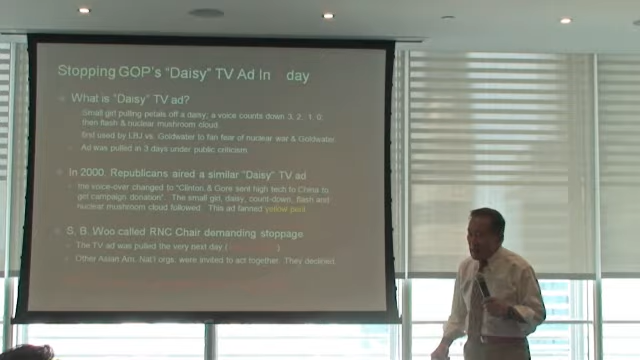 Stopping GOP's "Daisy" TV Ad In day
What is "Daisy" TV ad?
Small girl pulling petals off a daisy; a voice counts down 3, 2, 1, 0
then flash & nuclear mushroom cloud.
first used by LBJ vs. Goldwater to fan fear of nuclear war & Goldwater
Ad was pulled in 3 days under public criticism.
In 2000, Republicans aired a similar "Daisy" TV ad
the voice-over changed to "Clinton & Gore sent high tech to China to
get campaign donation". The small girl, daisy, count-down, flash and
nuclear mushroom cloud followed. This ad fanned yellow peril
S. B. Woo called RNC Chair demanding stoppage
The TV ad was pulled the very next day ( )
Other Asian Am. Nat'l orgs. were invited to act together. They declined.